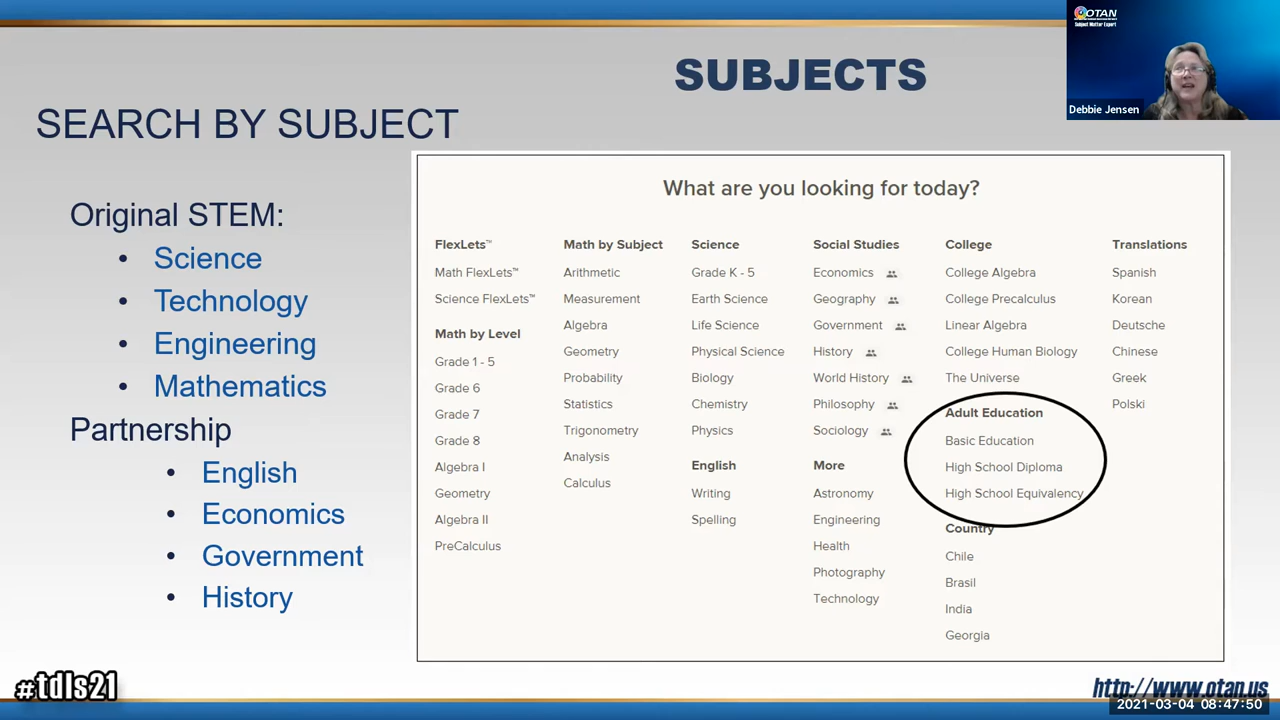 SUBJECTS
OTAN
Subject Matter Expert
Debbie Jensen
SEARCH BY SUBJECT
Original STEM:
• Science
• Technology
• Engineering
• Mathematics
Partnership
• English
• Economics
• Government
• History
What are you looking for today?
FlexLets™
Math FlexLets™
Science FlexLets™
Math by Level
Grade 1 - 5
Grade 6
Grade 7
Grade 8
Algebra I
Geometry
Algebra II
PreCalculus
Math by Subject
Arithmetic
Measurement
Algebra
Geometry
Probability
Statistics
Trigonometry
Analysis
Calculus
Science
Grade K - 5
Earth Science
Life Science
Physical Science
Biology
Chemistry
Physics
English
Writing
Spelling
Social Studies
Economics
Geography
Government
History
World History
Philosophy
Sociology
More
Astronomy
Engineering
Health
Photography
Technology
College
College Algebra
College Precalculus
Linear Algebra
College Human Biology
The Universe
Adult Education
Basic Education
High School Diploma
High School Equivalency
Country
Chile
Brasil
India
Georgia
Translations
Spanish
Korean
Deutsche
Chinese
Greek
Polski
#tdls21
http://www.otan.us
2021-03-04 08:47:50